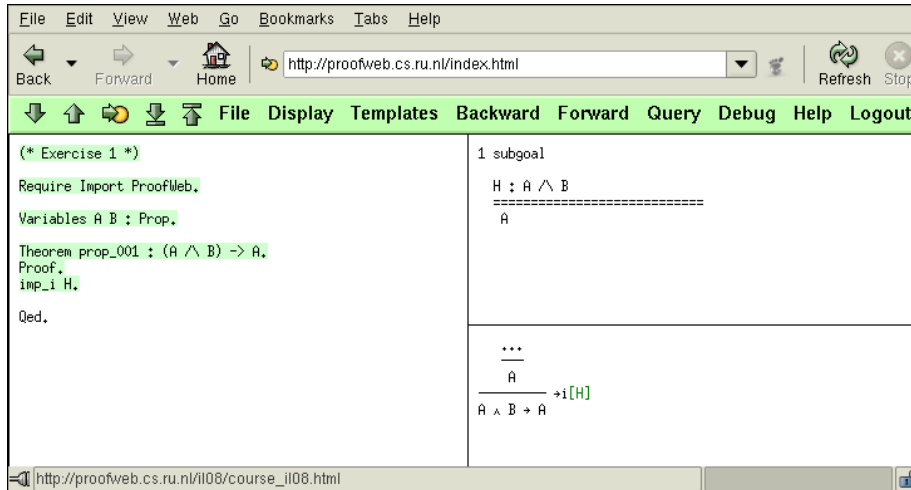 File Edit View Web Go Bookmarks Tabs Help
Back Forward Home http://proofweb.cs.ru.nl/index.html Refresh Stop
File Display Templates Backward Forward Query Debug Help Logout
(* Exercise 1 *)
Require Import ProofWeb.
Variables A B : Prop.
Theorem prop_001 : (A /\ B) -> A.
Proof.
imp_i H.
Qed.
1 subgoal
H : A /\ B
============================
A
...
A
→i[H]
A ∧ B → A
http://proofweb.cs.ru.nl/il08/course_il08.html